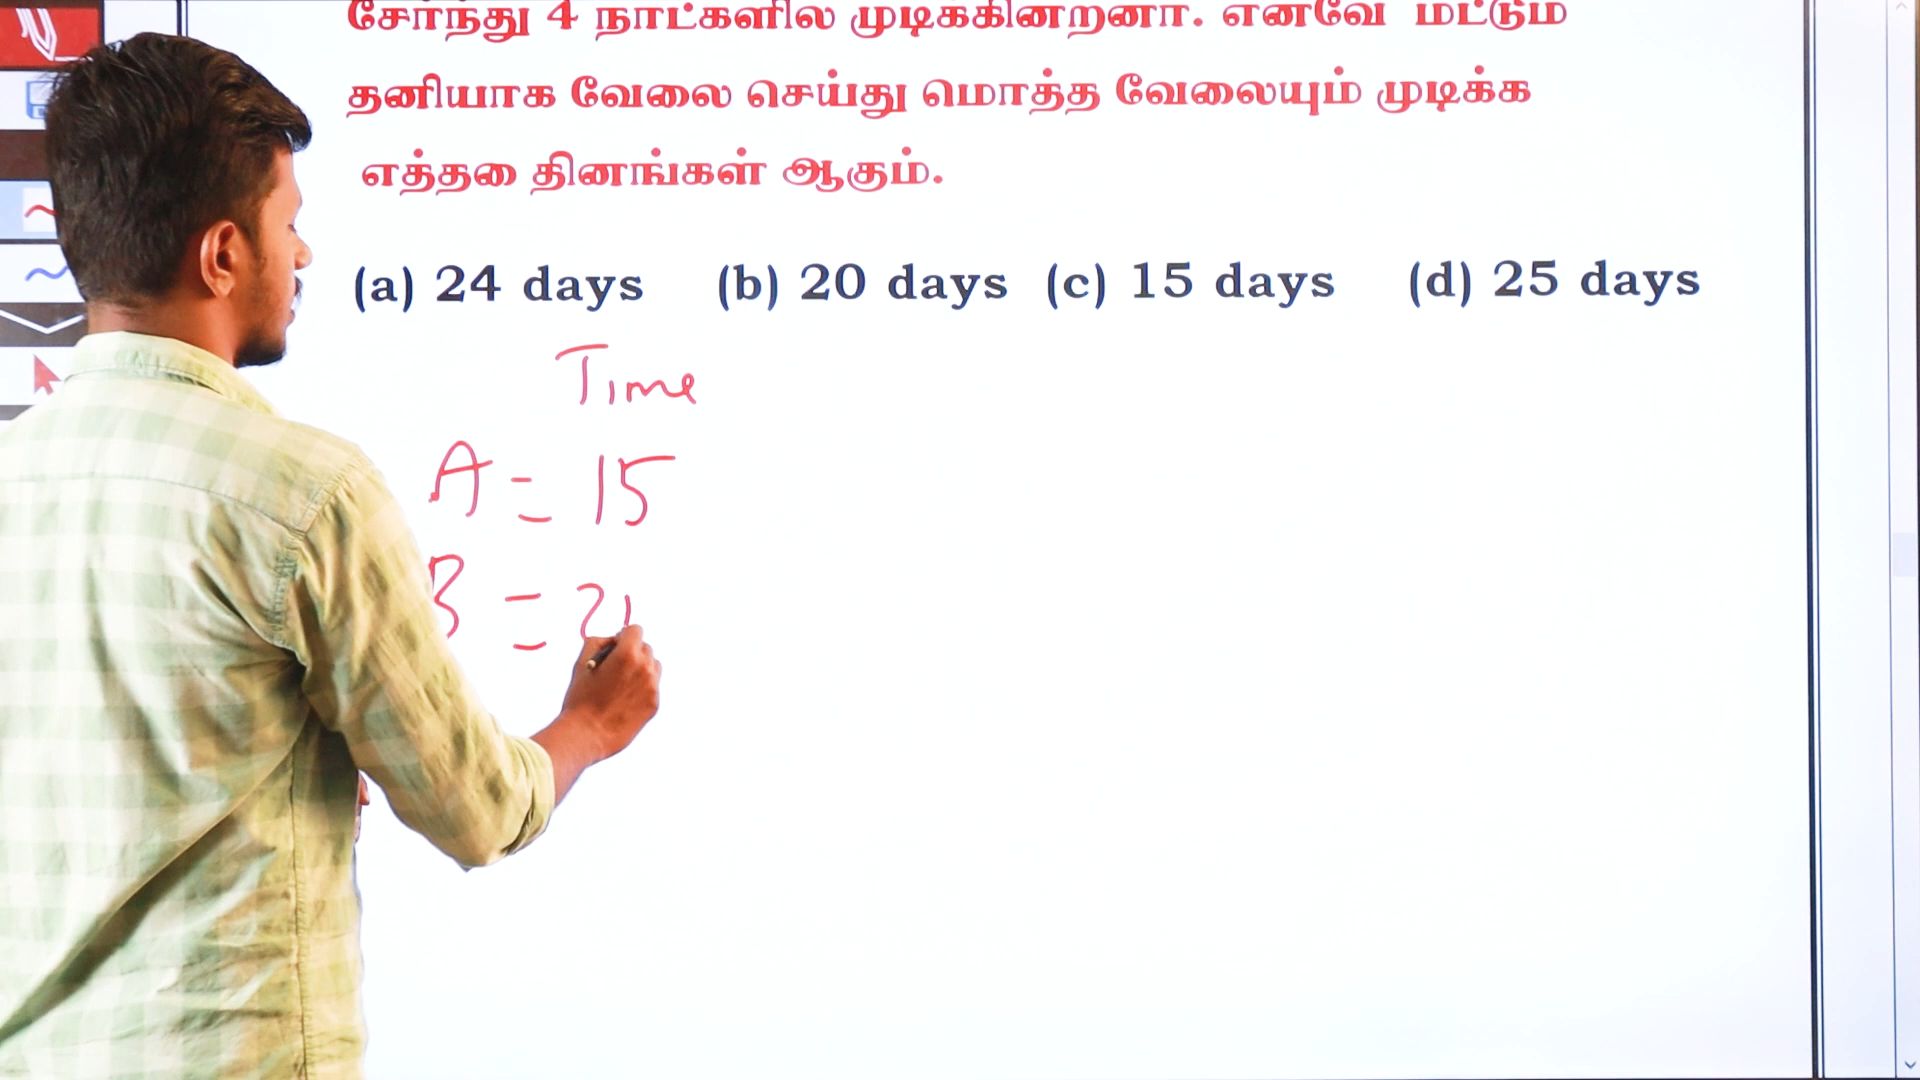 சேர்ந்து 4 நாட்களில் முடிக்கின்றனர். எனவே மட்டும்
தனியாக வேலை செய்து மொத்த வேலையும் முடிக்க
எத்தனை தினங்கள் ஆகும்.
(a) 24 days (b) 20 days (c) 15 days (d) 25 days
Time
A = 15
B =